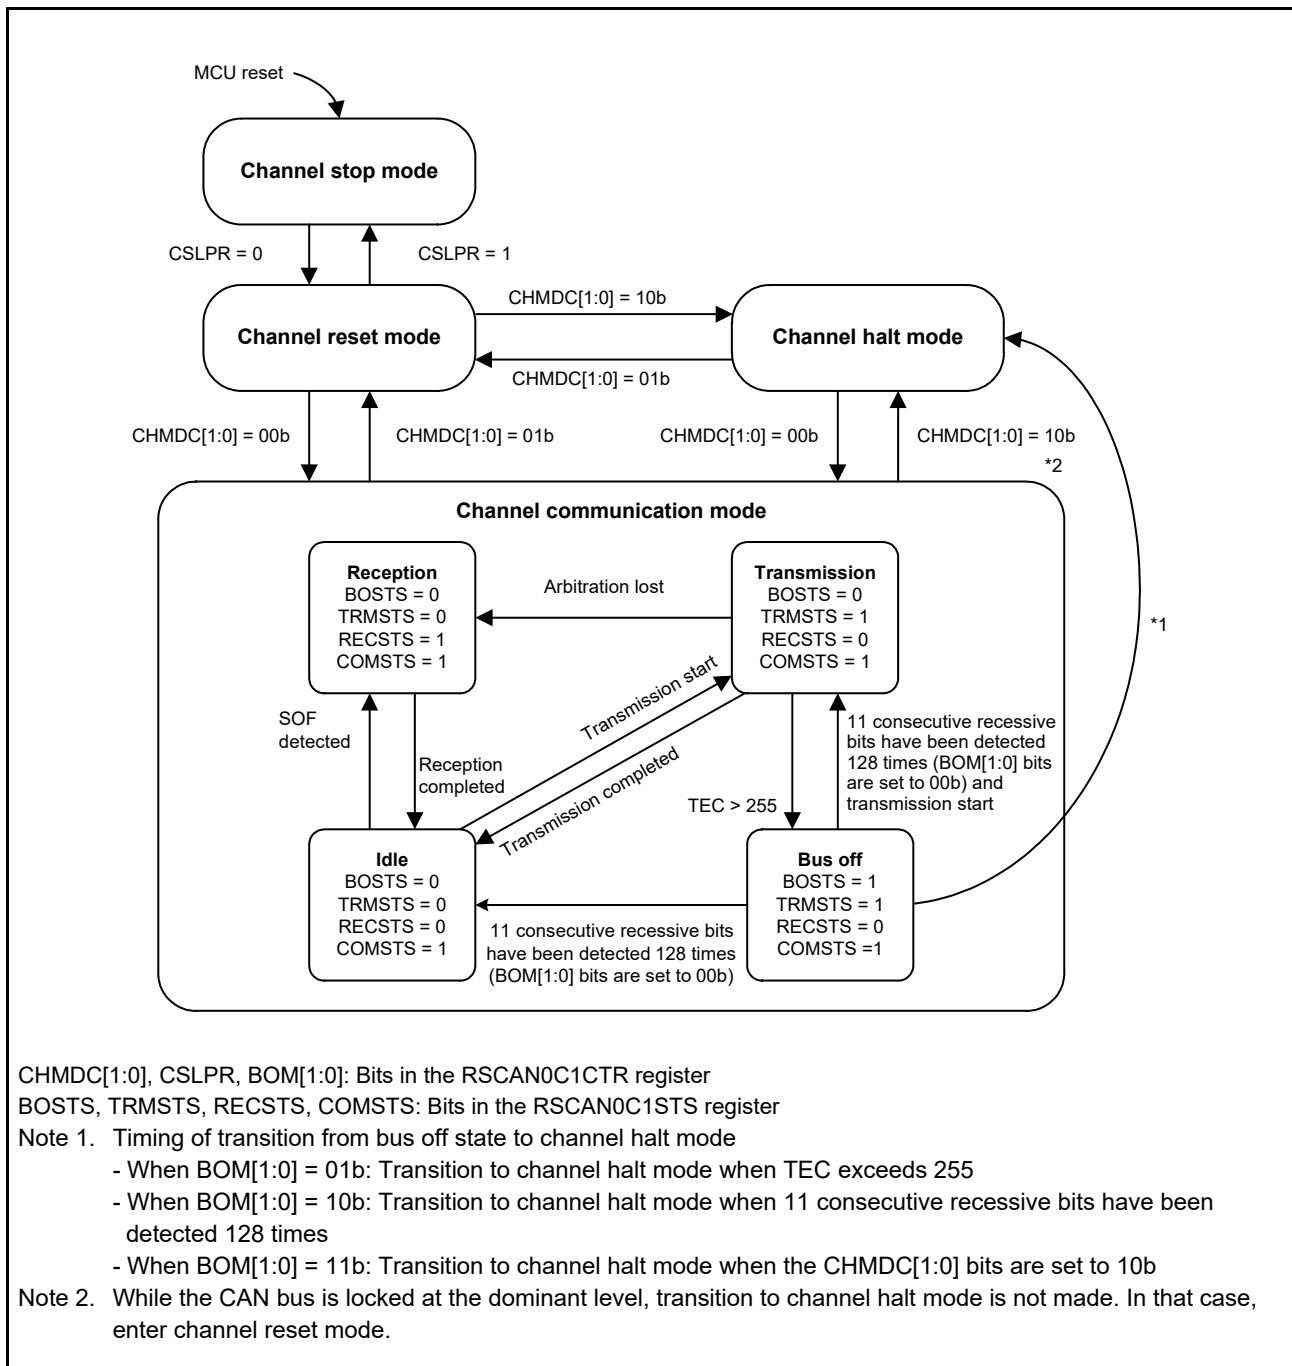 MCU reset
Channel stop mode
CSLPR = 0
CSLPR = 1
CHMDC[1:0] = 10b
Channel reset mode
Channel halt mode
CHMDC[1:0] = 01b
CHMDC[1:0] = 00b
CHMDC[1:0] = 01b
CHMDC[1:0] = 00b
CHMDC[1:0] = 10b
*2
Channel communication mode
Reception
BOSTS = 0
TRMSTS = 0
RECSTS = 1
COMSTS = 1
Arbitration lost
Transmission
BOSTS = 0
TRMSTS = 1
RECSTS = 0
COMSTS = 1
*1
SOF
detected
Reception
completed
Transmission start
Transmission completed
TEC > 255
11 consecutive recessive
bits have been detected
128 times (BOM[1:0] bits
are set to 00b) and
transmission start
Idle
BOSTS = 0
TRMSTS = 0
RECSTS = 0
COMSTS = 1
11 consecutive recessive bits
have been detected 128 times
(BOM[1:0] bits are set to 00b)
Bus off
BOSTS = 1
TRMSTS = 1
RECSTS = 0
COMSTS =1
CHMDC[1:0], CSLPR, BOM[1:0]: Bits in the RSCAN0C1CTR register
BOSTS, TRMSTS, RECSTS, COMSTS: Bits in the RSCAN0C1STS register
Note 1. Timing of transition from bus off state to channel halt mode
- When BOM[1:0] = 01b: Transition to channel halt mode when TEC exceeds 255
- When BOM[1:0] = 10b: Transition to channel halt mode when 11 consecutive recessive bits have been
detected 128 times
- When BOM[1:0] = 11b: Transition to channel halt mode when the CHMDC[1:0] bits are set to 10b
Note 2. While the CAN bus is locked at the dominant level, transition to channel halt mode is not made. In that case,
enter channel reset mode.